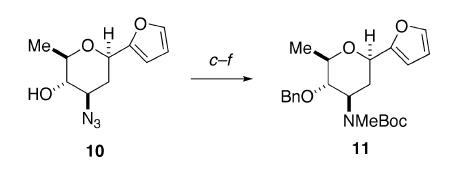 O
Me O H
HO
N3
10
c–f
O
Me O H
BnO
NMeBoc
11